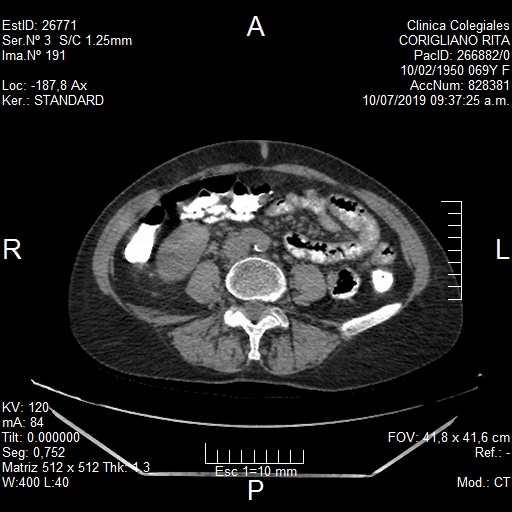 EstID: 26771
Ser.Nº 3 S/C 1.25mm
Ima.Nº 191
Loc: -187,8 Ax
Ker.: STANDARD
A
Clinica Colegiales
CORIGLIANO RITA
PacID: 266882/0
10/02/1950 069Y F
AccNum: 828381
10/07/2019 09:37:25 a.m.
R
L
KV: 120
mA: 84
Tilt: 0.000000
Seg: 0,752
Matriz 512 x 512 Thk: 1.3
W:400 L:40
Esc 1=10 mm
P
FOV: 41,8 x 41,6 cm
Ref.: -
Mod.: CT